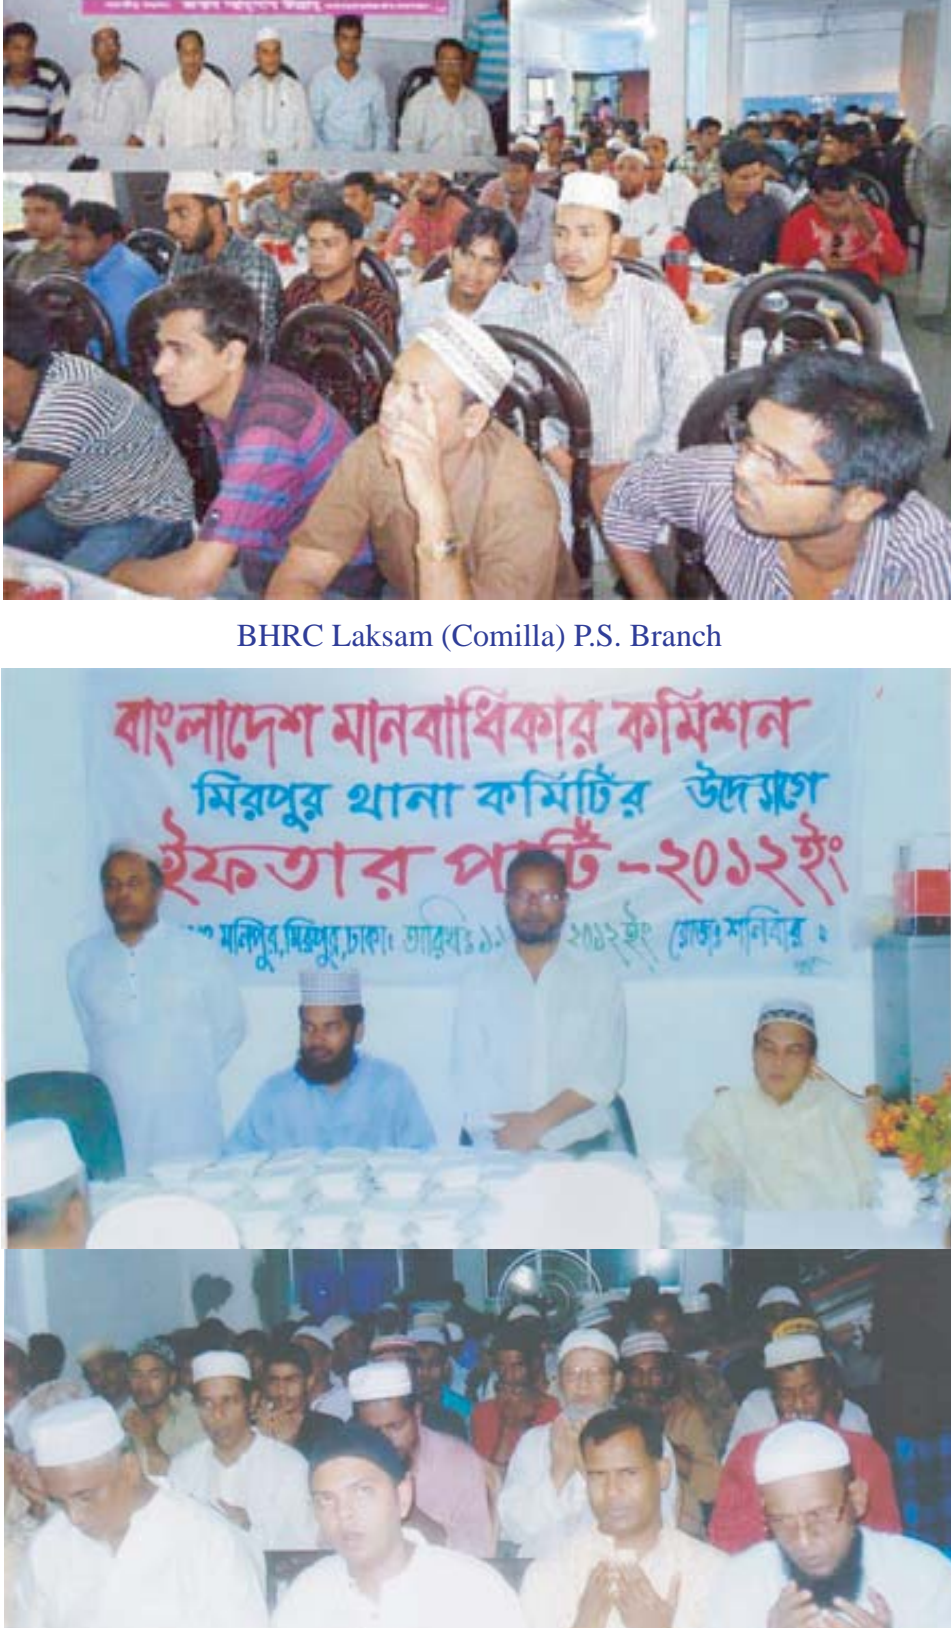 BHRC Laksam (Comilla) P.S. Branch
বাংলাদেশ মানবাধিকার কমিশন
মিরপুর থানা কমিটির উদ্যোগে
ইফতার পার্টি -২০১২ইং
মনিপুর, মিরপুর, ঢাকা। তারিখঃ ২০১২ইং রোজঃ শনিবার